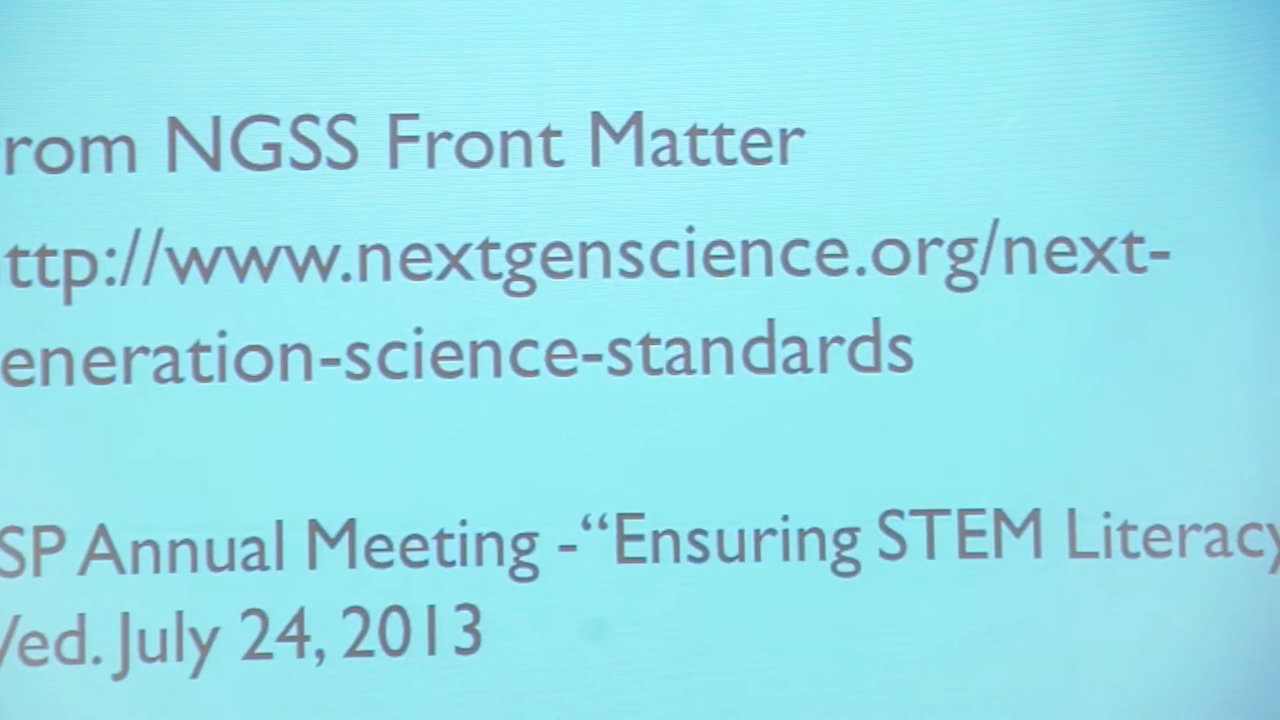 rom NGSS Front Matter
ttp://www.nextgenscience.org/next-
eneration-science-standards
SP Annual Meeting -“Ensuring STEM Literacy
ed. July 24, 2013